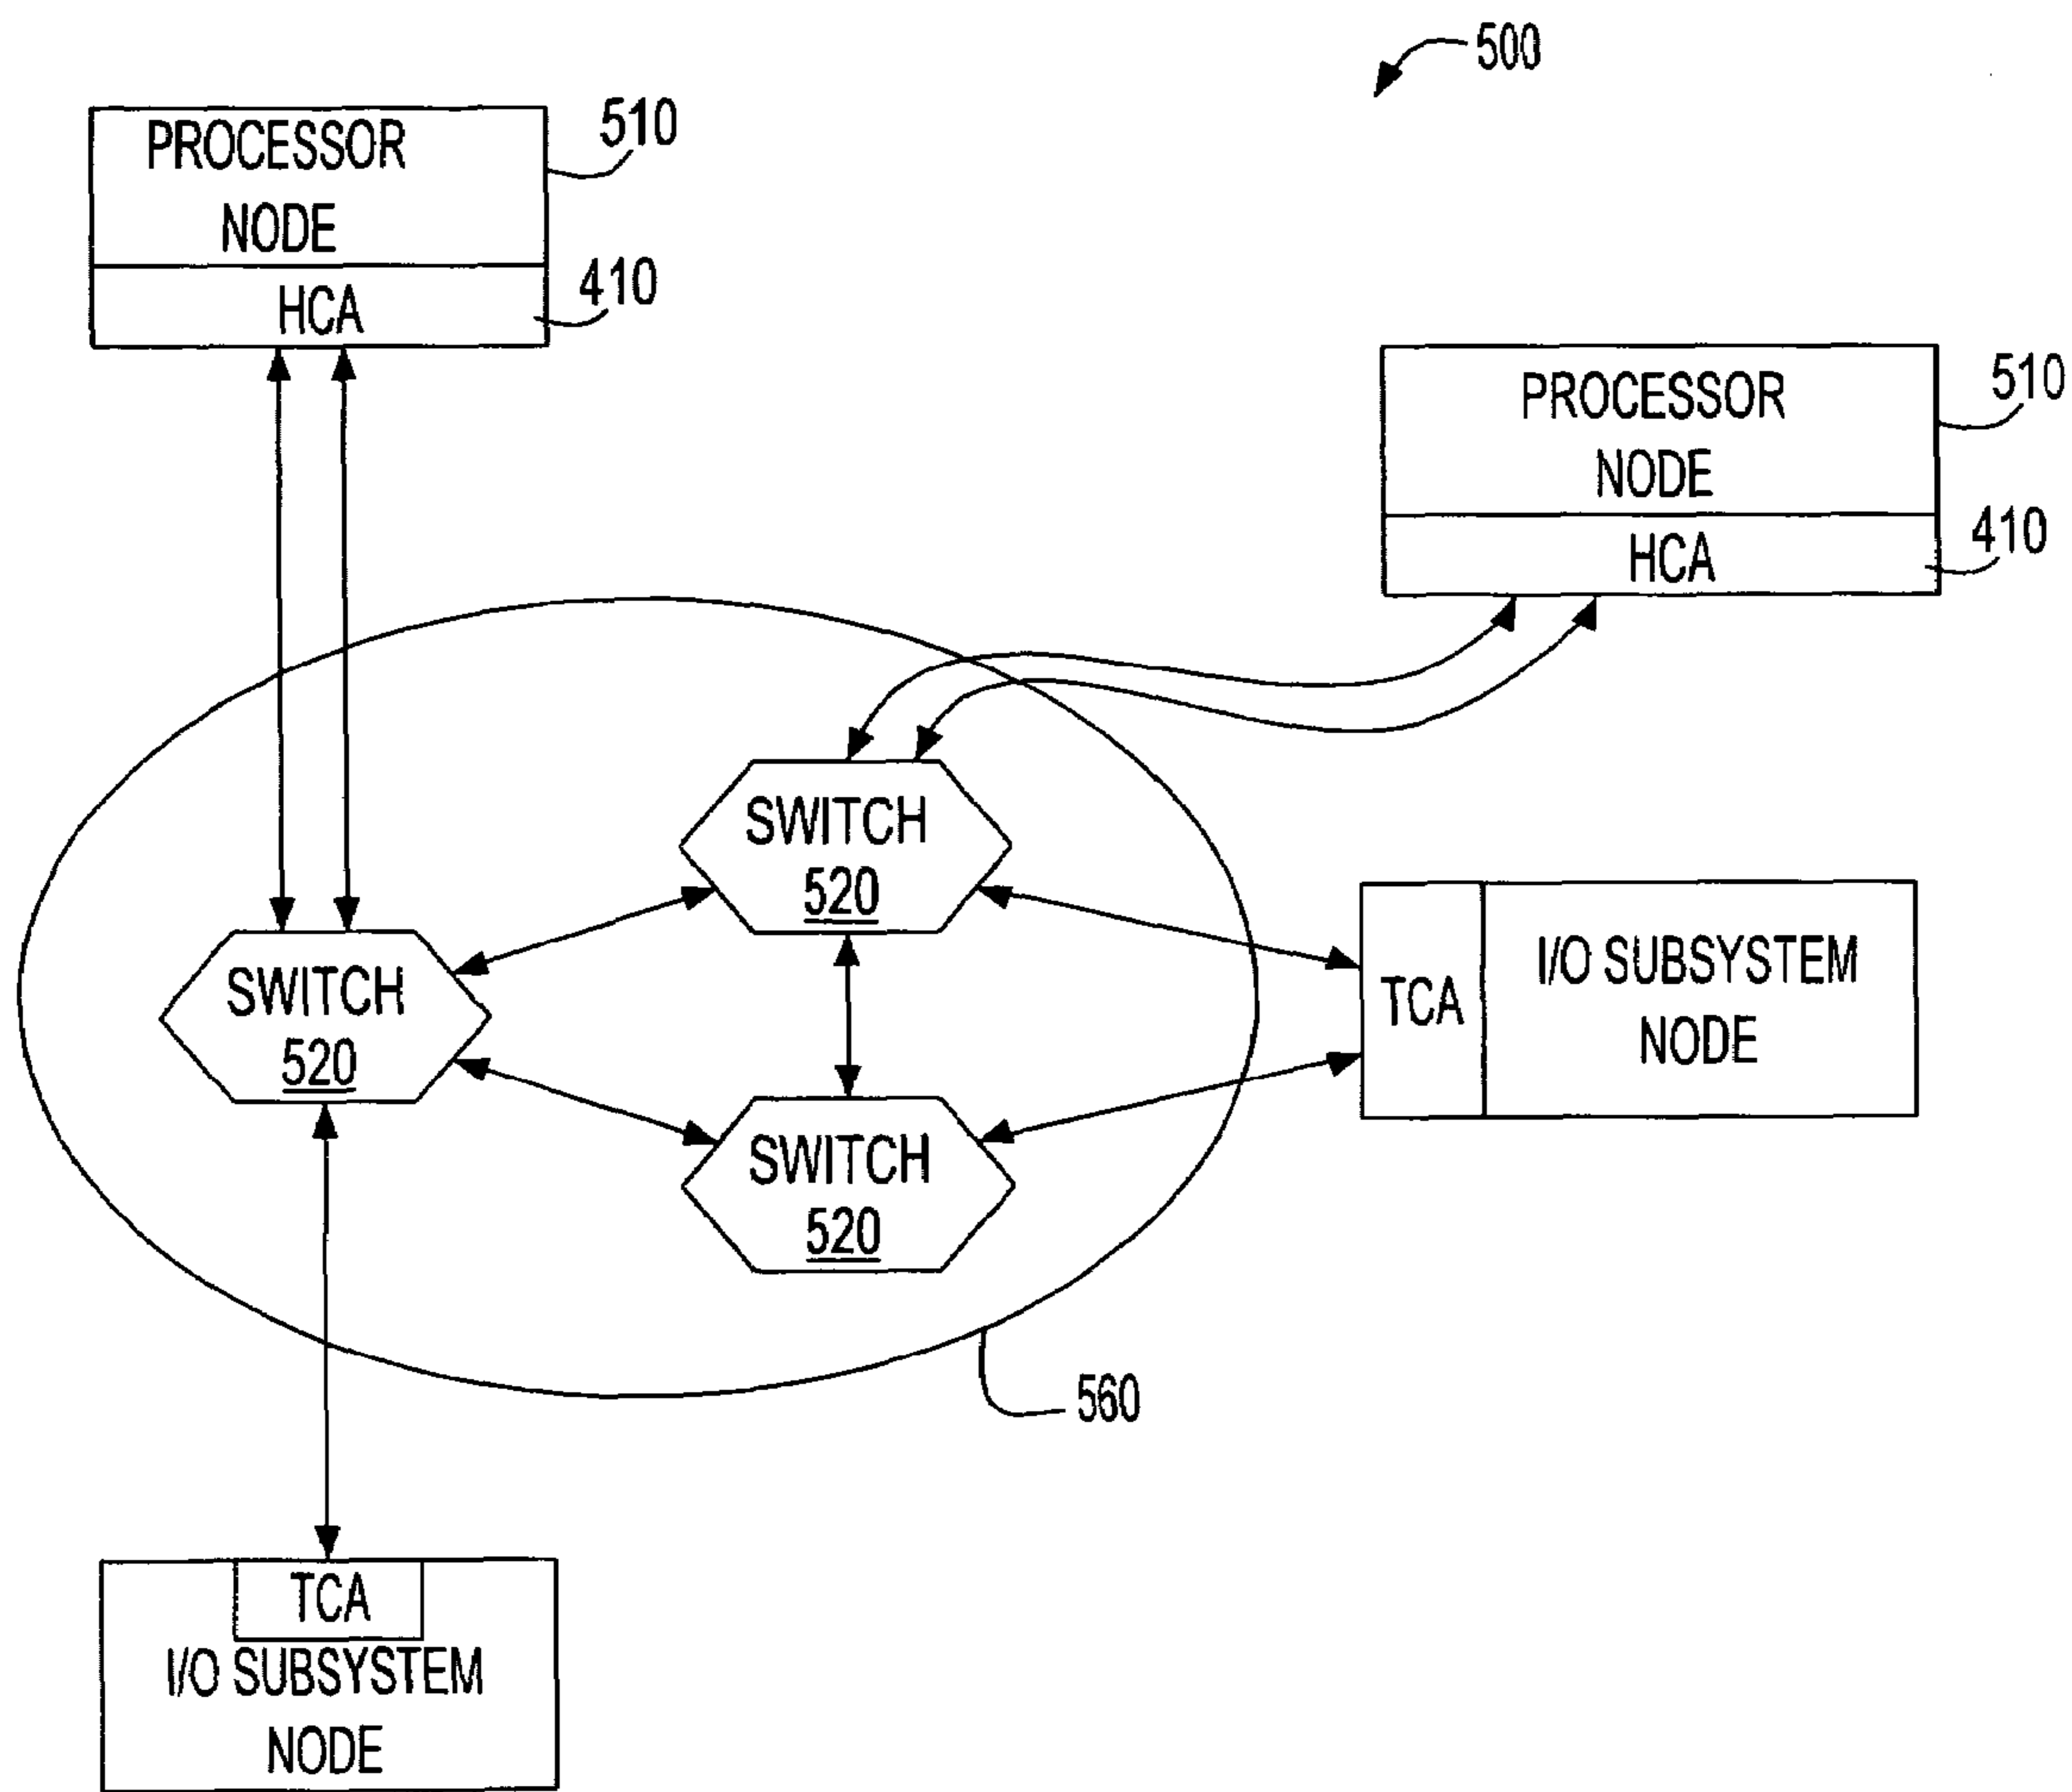 500
PROCESSOR
NODE
510
HCA
410
PROCESSOR
NODE
510
HCA
410
SWITCH
520
SWITCH
520
TCA
I/O SUBSYSTEM
NODE
SWITCH
520
560
TCA
I/O SUBSYSTEM
NODE